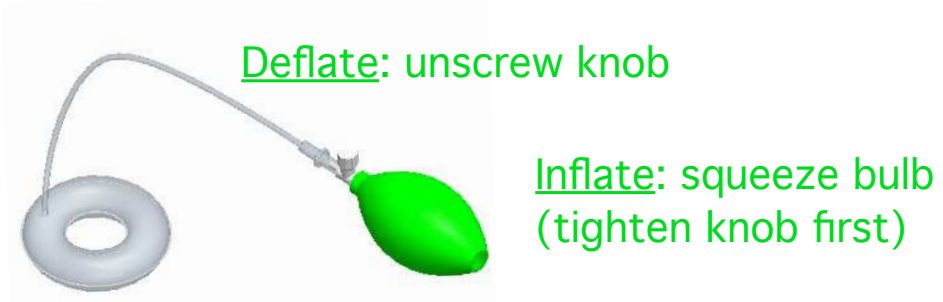 Deflate: unscrew knob
Inflate: squeeze bulb
(tighten knob first)